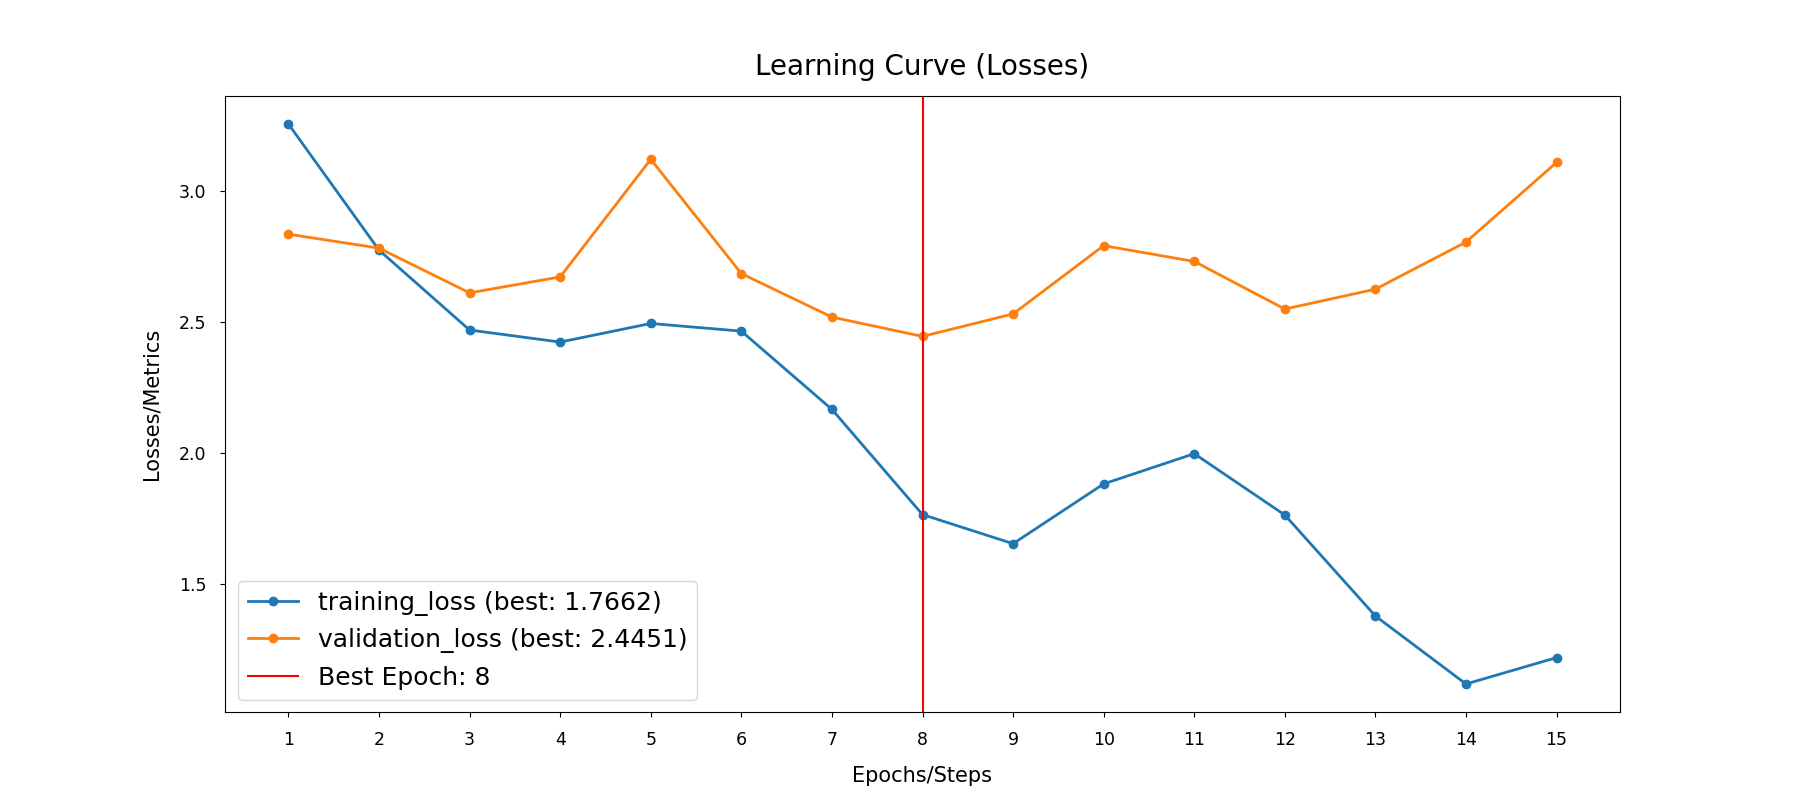 Learning Curve (Losses)
Losses/Metrics
3.0
2.5
2.0
1.5
training_loss (best: 1.7662)
validation_loss (best: 2.4451)
Best Epoch: 8
1 2 3 4 5 6 7 8 9 10 11 12 13 14 15
Epochs/Steps